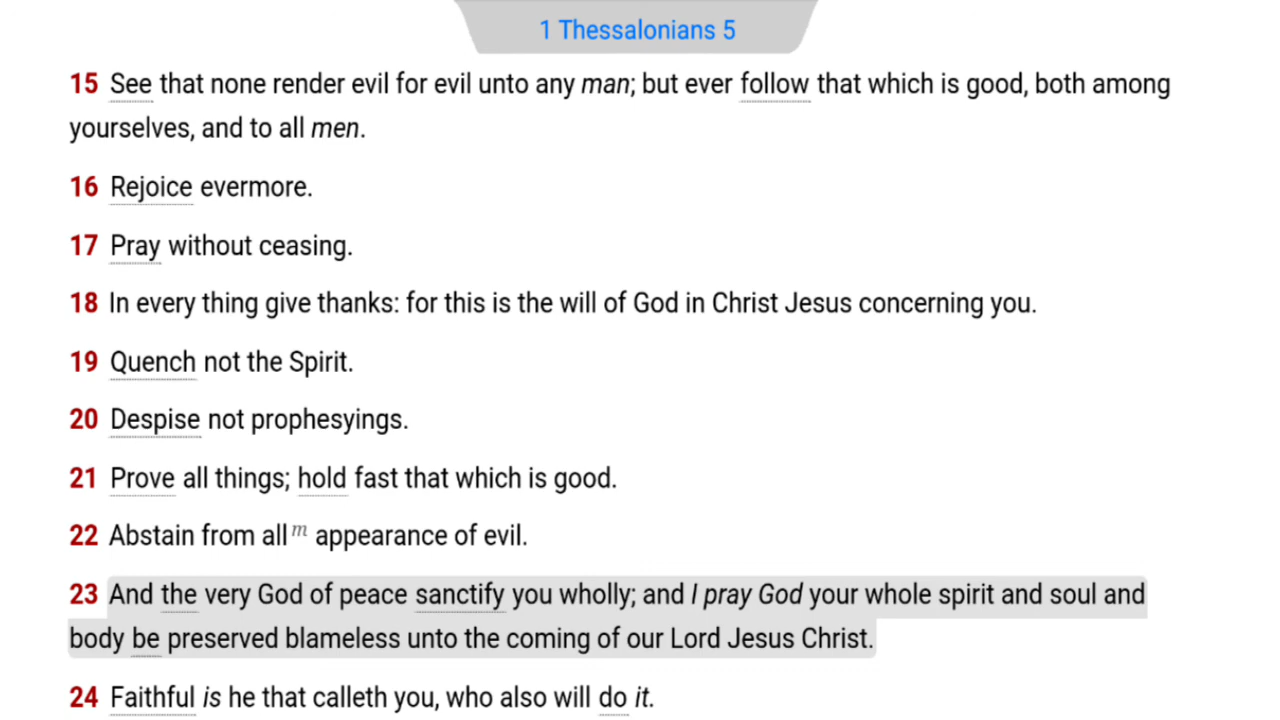 1 Thessalonians 5
15 See that none render evil for evil unto any man; but ever follow that which is good, both among
yourselves, and to all men.
16 Rejoice evermore.
17 Pray without ceasing.
18 In every thing give thanks: for this is the will of God in Christ Jesus concerning you.
19 Quench not the Spirit.
20 Despise not prophesyings.
21 Prove all things; hold fast that which is good.
22 Abstain from all m appearance of evil.
23 And the very God of peace sanctify you wholly; and I pray God your whole spirit and soul and
body be preserved blameless unto the coming of our Lord Jesus Christ.
24 Faithful is he that calleth you, who also will do it.